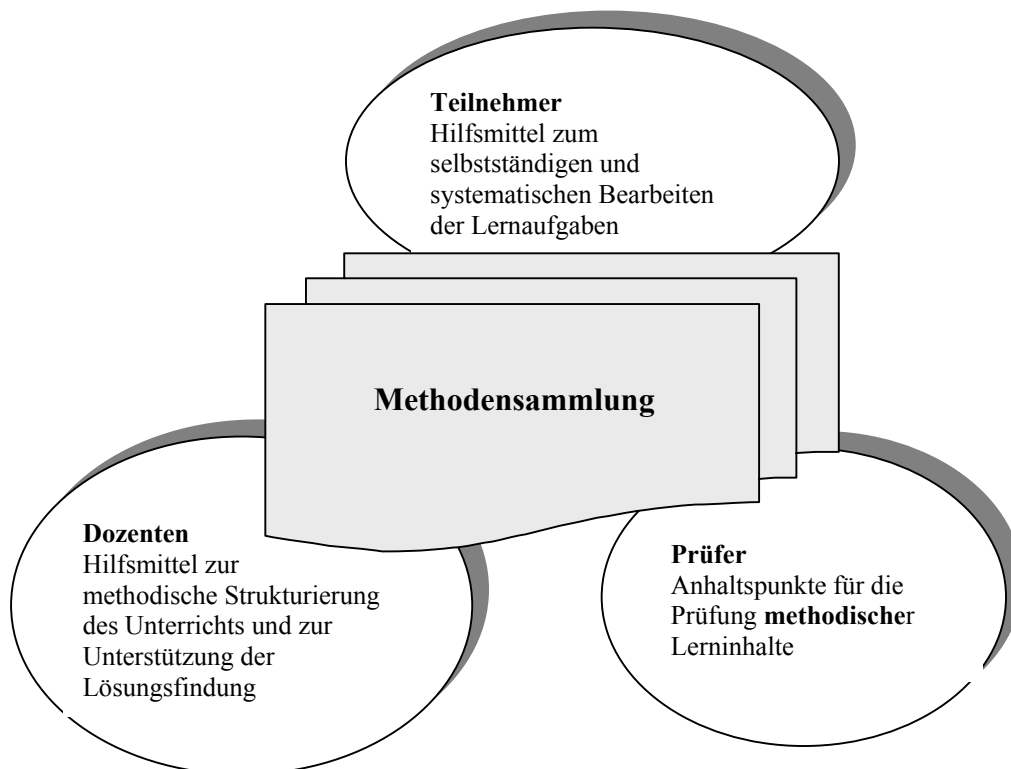 Teilnehmer
Hilfsmittel zum
selbstständigen und
systematischen Bearbeiten
der Lernaufgaben
Methodensammlung
Dozenten
Hilfsmittel zur
methodische Strukturierung
des Unterrichts und zur
Unterstützung der
Lösungsfindung
Prüfer
Anhaltspunkte für die
Prüfung methodischer
Lerninhalte